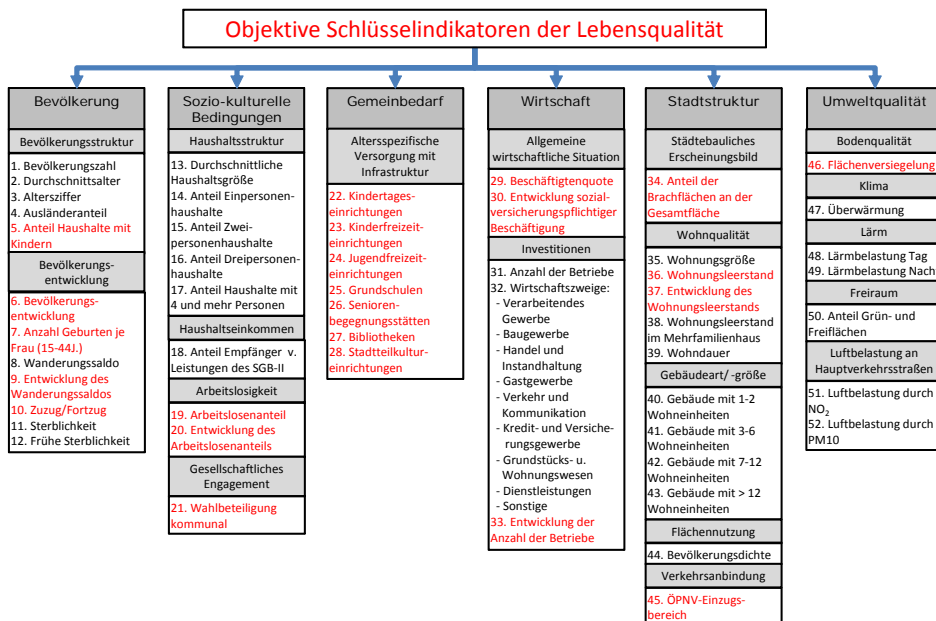 Objektive Schlüsselindikatoren der Lebensqualität
Bevölkerung
Bevölkerungsstruktur
1. Bevölkerungszahl
2. Durchschnittsalter
3. Altersziffer
4. Ausländeranteil
5. Anteil Haushalte mit
Kindern
Bevölkerungs-
entwicklung
6. Bevölkerungs-
entwicklung
7. Anzahl Geburten je
Frau (15-44J.)
8. Wanderungssaldo
9. Entwicklung des
Wanderungssaldos
10. Zuzug/Fortzug
11. Sterblichkeit
12. Frühe Sterblichkeit
Sozio-kulturelle
Bedingungen
Haushaltsstruktur
13. Durchschnittliche
Haushaltsgröße
14. Anteil Einpersonen-
haushalte
15. Anteil Zwei-
personenhaushalte
16. Anteil Dreipersonen-
haushalte
17. Anteil Haushalte mit
4 und mehr Personen
Haushaltseinkommen
18. Anteil Empfänger v.
Leistungen des SGB-II
Arbeitslosigkeit
19. Arbeitslosenanteil
20. Entwicklung des
Arbeitslosenanteils
Gesellschaftliches
Engagement
21. Wahlbeteiligung
kommunal
Gemeinbedarf
Altersspezifische
Versorgung mit
Infrastruktur
22. Kindertages-
einrichtungen
23. Kinderfreizeit-
einrichtungen
24. Jugendfreizeit-
einrichtungen
25. Grundschulen
26. Senioren-
begegnungsstätten
27. Bibliotheken
28. Stadtteilkultur-
einrichtungen
Wirtschaft
Allgemeine
wirtschaftliche Situation
29. Beschäftigtenquote
30. Entwicklung sozial-
versicherungspflichtiger
Beschäftigung
Investitionen
31. Anzahl der Betriebe
32. Wirtschaftszweige:
- Verarbeitendes
Gewerbe
- Baugewerbe
- Handel und
Instandhaltung
- Gastgewerbe
- Verkehr und
Kommunikation
- Kredit- und Versiche-
rungsgewerbe
- Grundstücks- u.
Wohnungswesen
- Dienstleistungen
- Sonstige
33. Entwicklung der
Anzahl der Betriebe
Stadtstruktur
Städtebauliches
Erscheinungsbild
34. Anteil der
Brachflächen an der
Gesamtfläche
Wohnqualität
35. Wohnungsgröße
36. Wohnungsleerstand
37. Entwicklung des
Wohnungsleerstands
38. Wohnungsleerstand
im Mehrfamilienhaus
39. Wohndauer
Gebäudeart/ -größe
40. Gebäude mit 1-2
Wohneinheiten
41. Gebäude mit 3-6
Wohneinheiten
42. Gebäude mit 7-12
Wohneinheiten
43. Gebäude mit > 12
Wohneinheiten
Flächennutzung
44. Bevölkerungsdichte
Verkehrsanbindung
45. ÖPNV-Einzugs-
bereich
Umweltqualität
Bodenqualität
46. Flächenversiegelung
Klima
47. Überwärmung
Lärm
48. Lärmbelastung Tag
49. Lärmbelastung Nach
Freiraum
50. Anteil Grün- und
Freiflächen
Luftbelastung an
Hauptverkehrsstraßen
51. Luftbelastung durch
NO₂
52. Luftbelastung durch
PM10